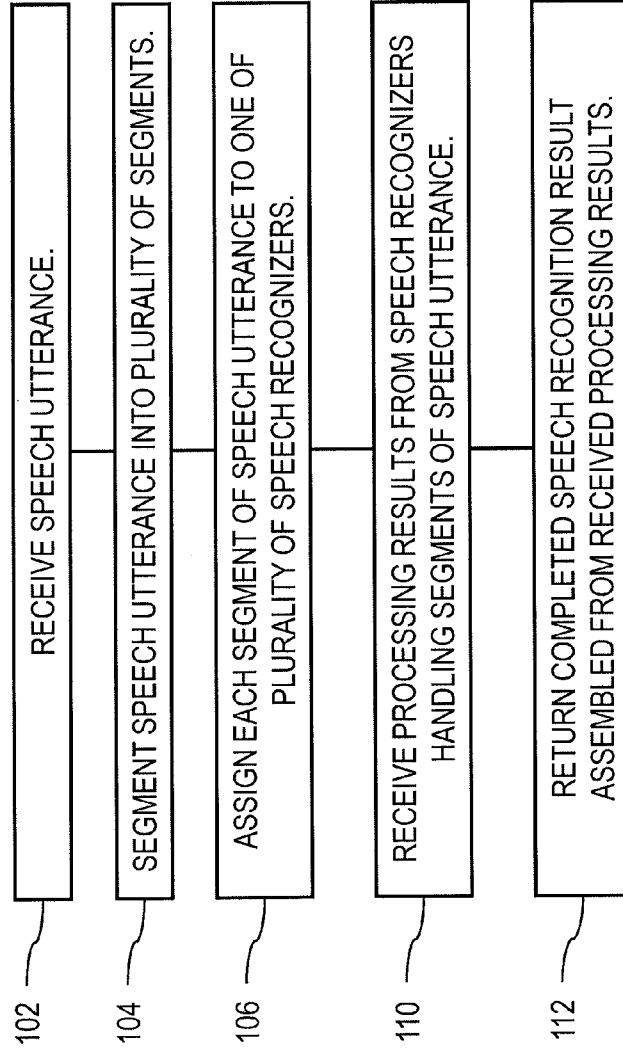 102
RECEIVE SPEECH UTTERANCE.
104
SEGMENT SPEECH UTTERANCE INTO PLURALITY OF SEGMENTS.
106
ASSIGN EACH SEGMENT OF SPEECH UTTERANCE TO ONE OF
PLURALITY OF SPEECH RECOGNIZERS.
110
RECEIVE PROCESSING RESULTS FROM SPEECH RECOGNIZERS
HANDLING SEGMENTS OF SPEECH UTTERANCE.
112
RETURN COMPLETED SPEECH RECOGNITION RESULT
ASSEMBLED FROM RECEIVED PROCESSING RESULTS.